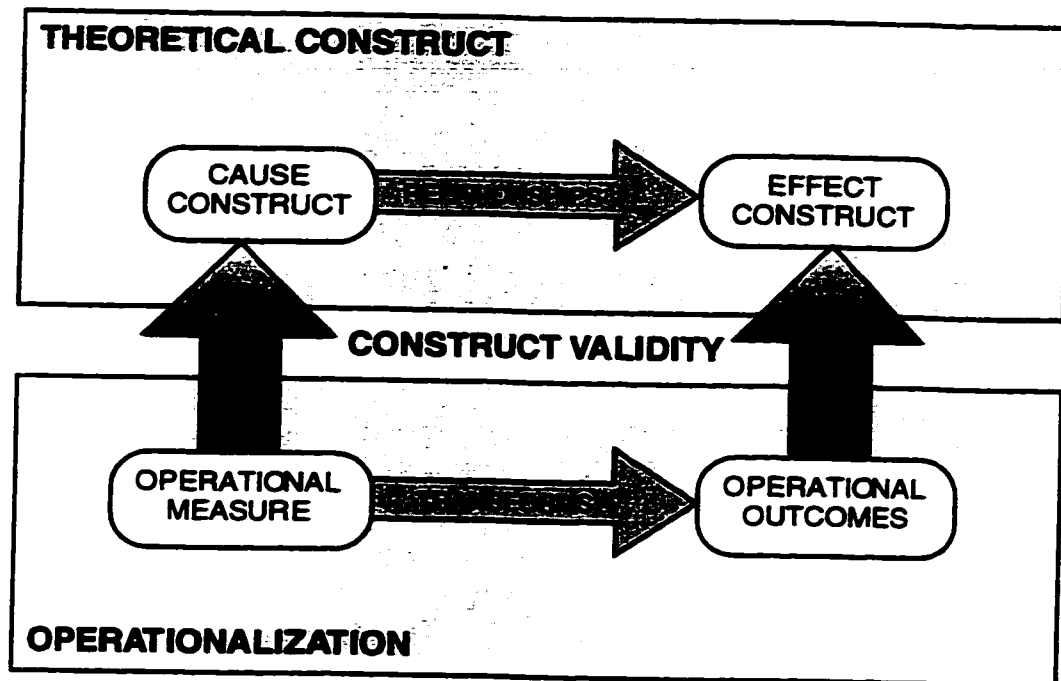 THEORETICAL CONSTRUCT
CAUSE
CONSTRUCT
EFFECT
CONSTRUCT
CONSTRUCT VALIDITY
OPERATIONAL
MEASURE
OPERATIONAL
OUTCOMES
OPERATIONALIZATION